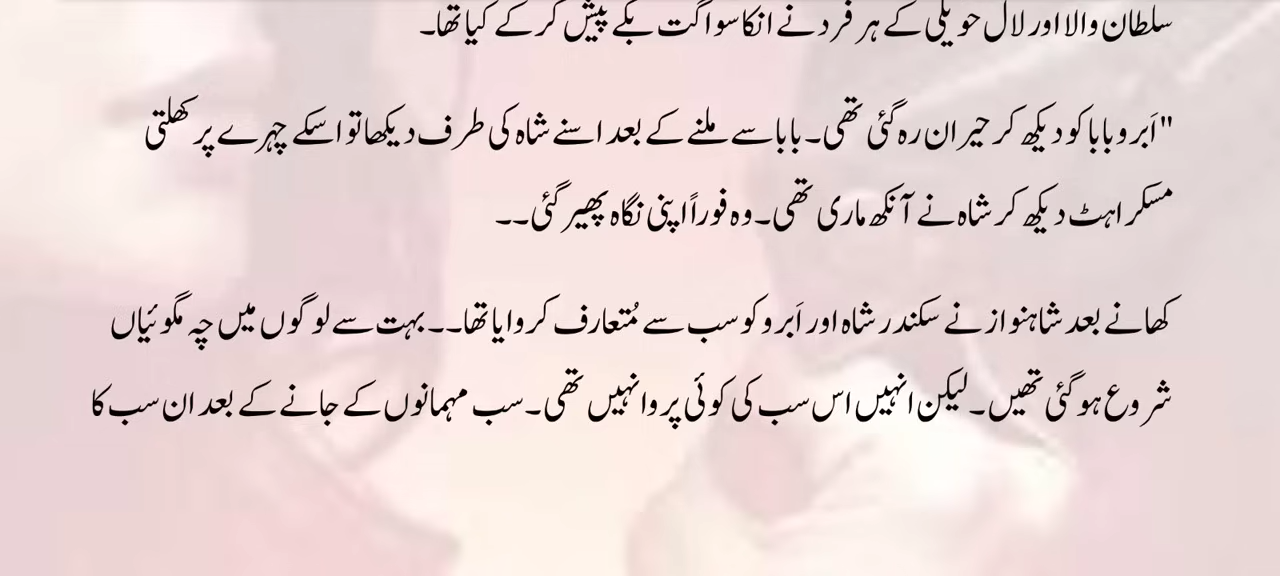 سلطان والا اور لال حویلی کے ہر فرد نے انکا سواگت بکے پیش کر کے کیا تھا۔
"اَبرو بابا کو دیکھ کر حیران رہ گئی تھی۔ بابا سے ملنے کے بعد اسنے شاہ کی طرف دیکھا تو اسکے چہرے پر کھلتی
مسکراہٹ دیکھ کر شاہ نے آنکھ ماری تھی۔ وہ فوراً اپنی نگاہ پھیر گئی۔۔
کھانے بعد شاہنواز نے سکندر شاہ اور اَبرو کو سب سے مُتعارف کروایا تھا۔۔ بہت سے لوگوں میں چہ مگوئیاں
شروع ہو گئی تھیں۔ لیکن انہیں اس سب کی کوئی پروا نہیں تھی۔ سب مہمانوں کے جانے کے بعد ان سب کا